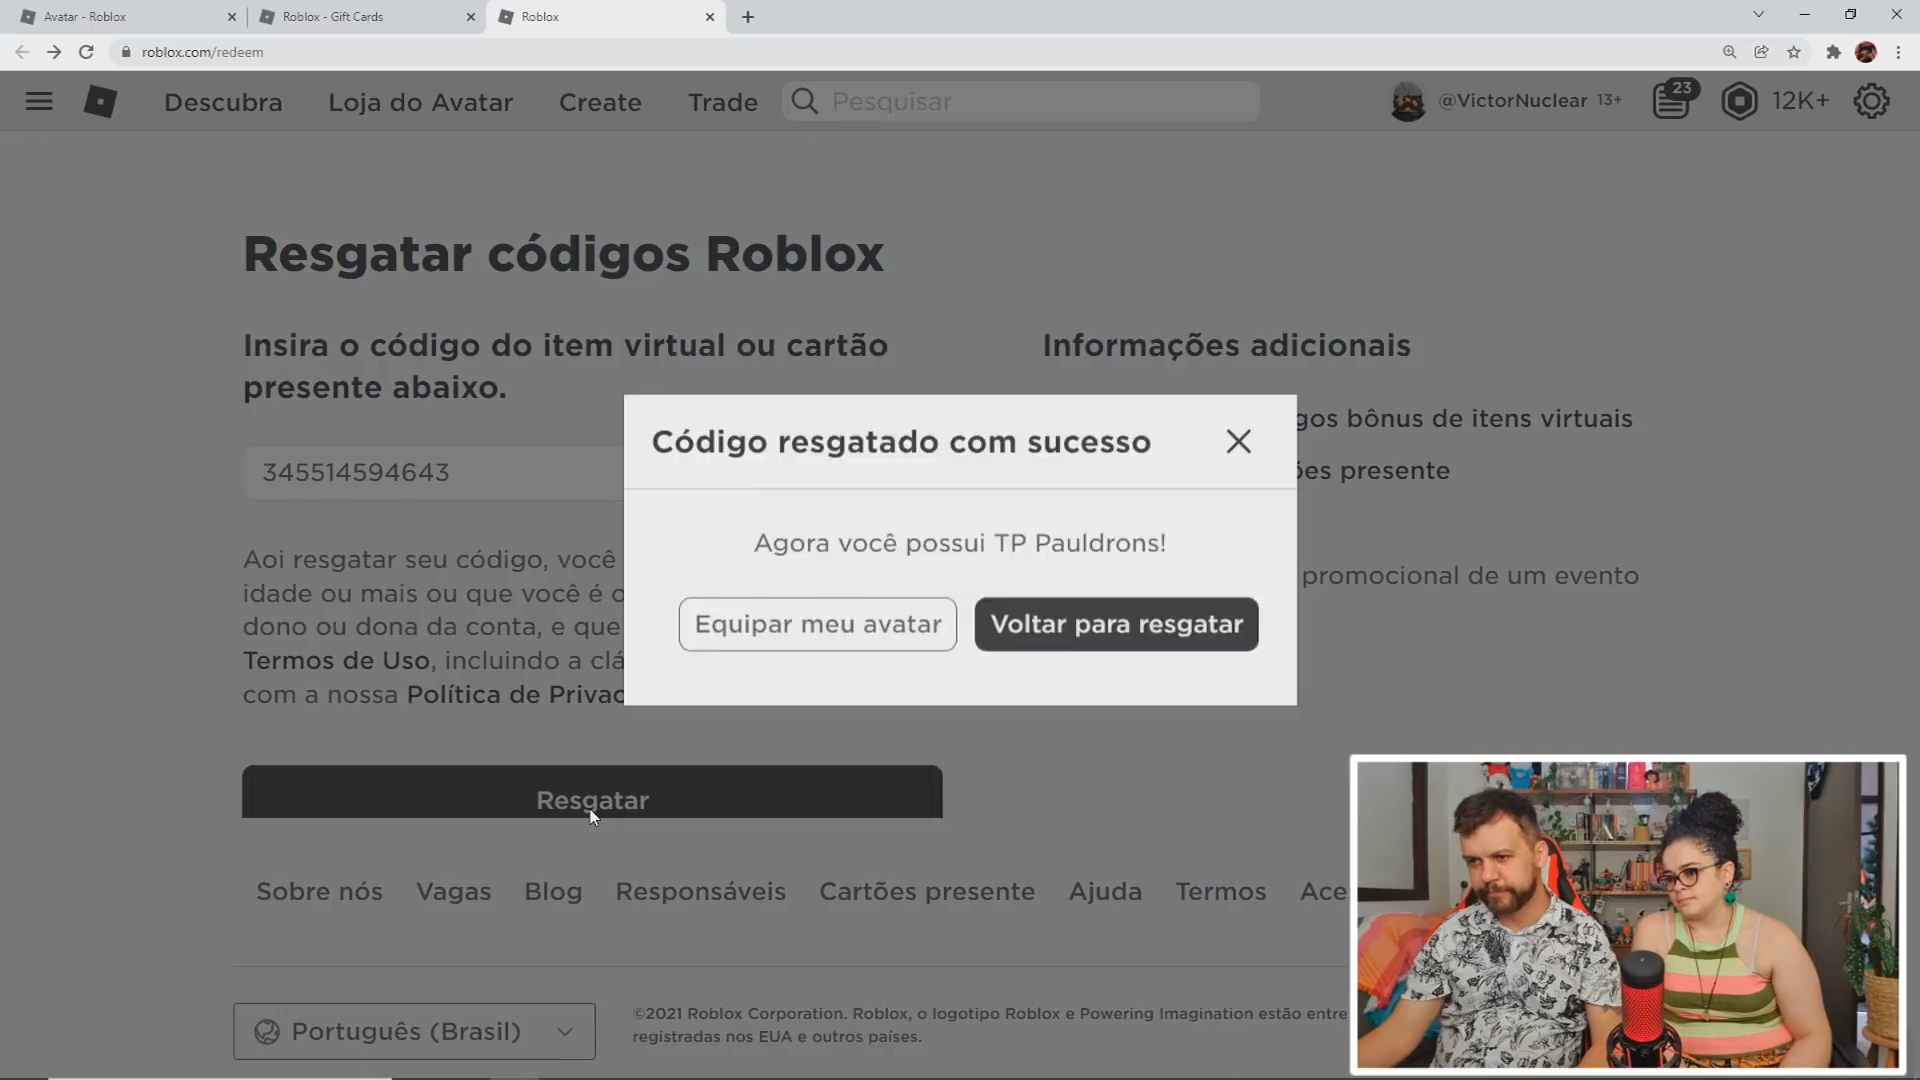 Avatar - Roblox
Roblox - Gift Cards
Roblox
roblox.com/redeem
Descubra
Loja do Avatar
Create
Trade
Pesquisar
@VictorNuclear 13+
23
12K+
Resgatar códigos Roblox
Insira o código do item virtual ou cartão
presente abaixo.
345514594643
Aoi resgatar seu código, você
idade ou mais ou que você é o
dono ou dona da conta, e que
Termos de Uso, incluindo a clá
com a nossa Política de Privac
Resgatar
Informações adicionais
gos bônus de itens virtuais
ões presente
promocional de um evento
Código resgatado com sucesso
Agora você possui TP Pauldrons!
Equipar meu avatar
Voltar para resgatar
Sobre nós
Vagas
Blog
Responsáveis
Cartões presente
Ajuda
Termos
Aces
Português (Brasil)
©2021 Roblox Corporation. Roblox, o logotipo Roblox e Powering Imagination estão entre
registradas nos EUA e outros países.